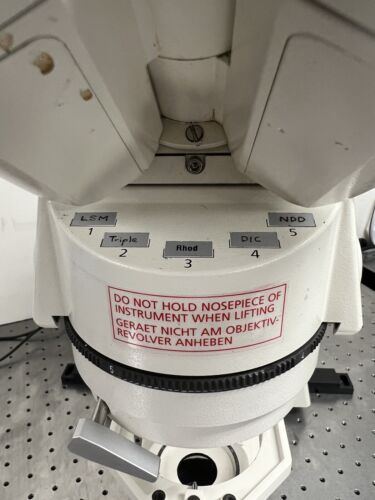 LSM
1
Triple
2
Rhod
3
DIC
4
NDD
5
DO NOT HOLD NOSEPIECE OF
INSTRUMENT WHEN LIFTING
GERAET NICHT AM OBJEKTIV-
REVOLVER ANHEBEN